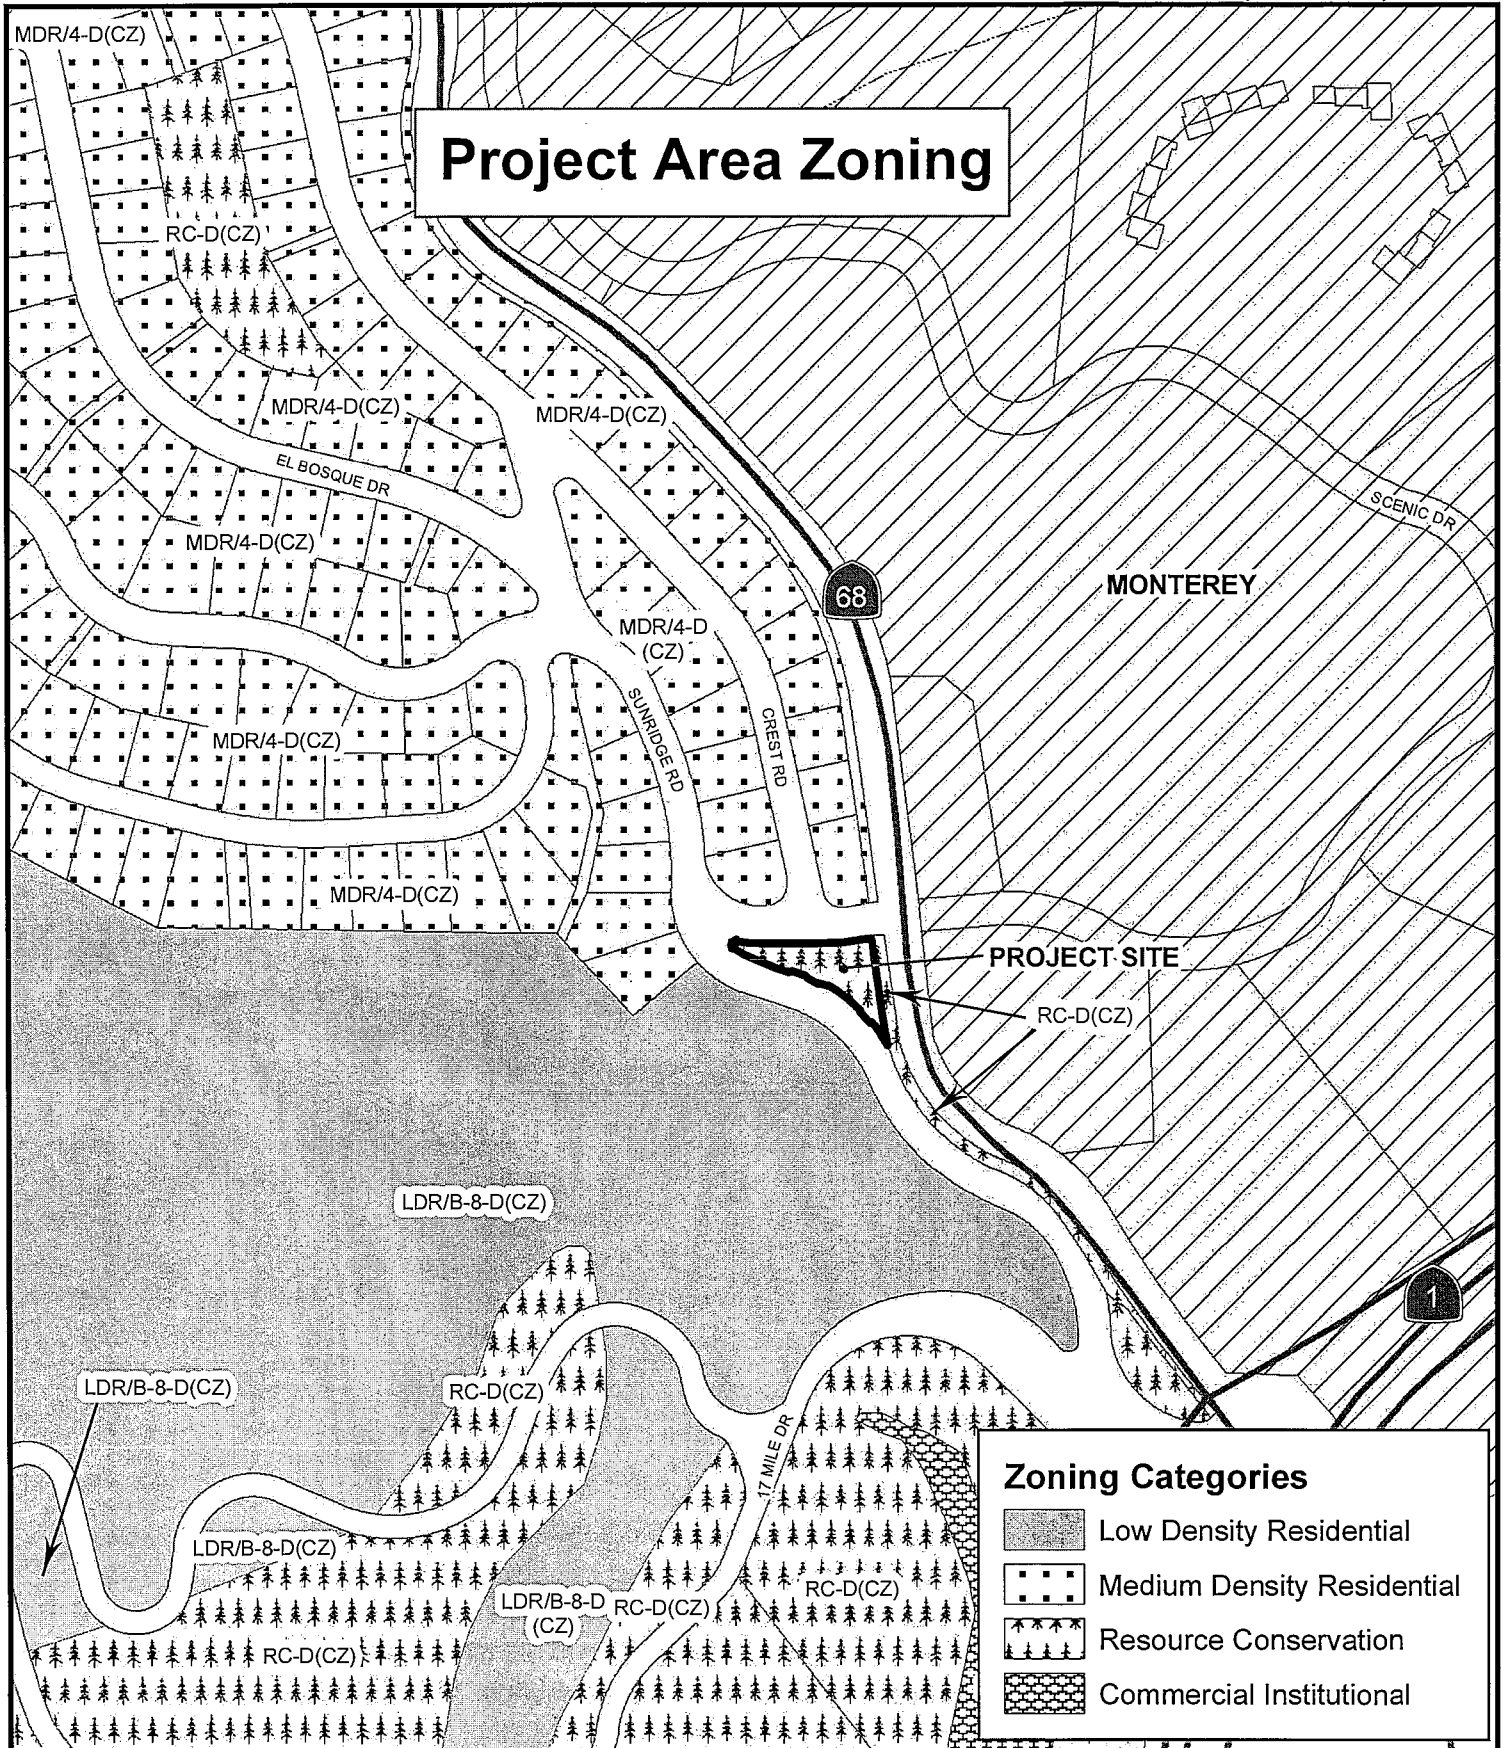 MDR/4-D(CZ)
Project Area Zoning
RC-D(CZ)
MDR/4-D(CZ)
MDR/4-D(CZ)
EL BOSQUE DR
SCENIC DR
MDR/4-D(CZ)
68
MONTEREY
MDR/4-D
(CZ)
SUNRIDGE RD
CREST RD
MDR/4-D(CZ)
MDR/4-D(CZ)
PROJECT SITE
RC-D(CZ)
LDR/B-8-D(CZ)
1
LDR/B-8-D(CZ)
RC-D(CZ)
17 MILE DR
LDR/B-8-D(CZ)
LDR/B-8-D
(CZ)
RC-D(CZ)
RC-D(CZ)
RC-D(CZ)
Zoning Categories
Low Density Residential
Medium Density Residential
Resource Conservation
Commercial Institutional